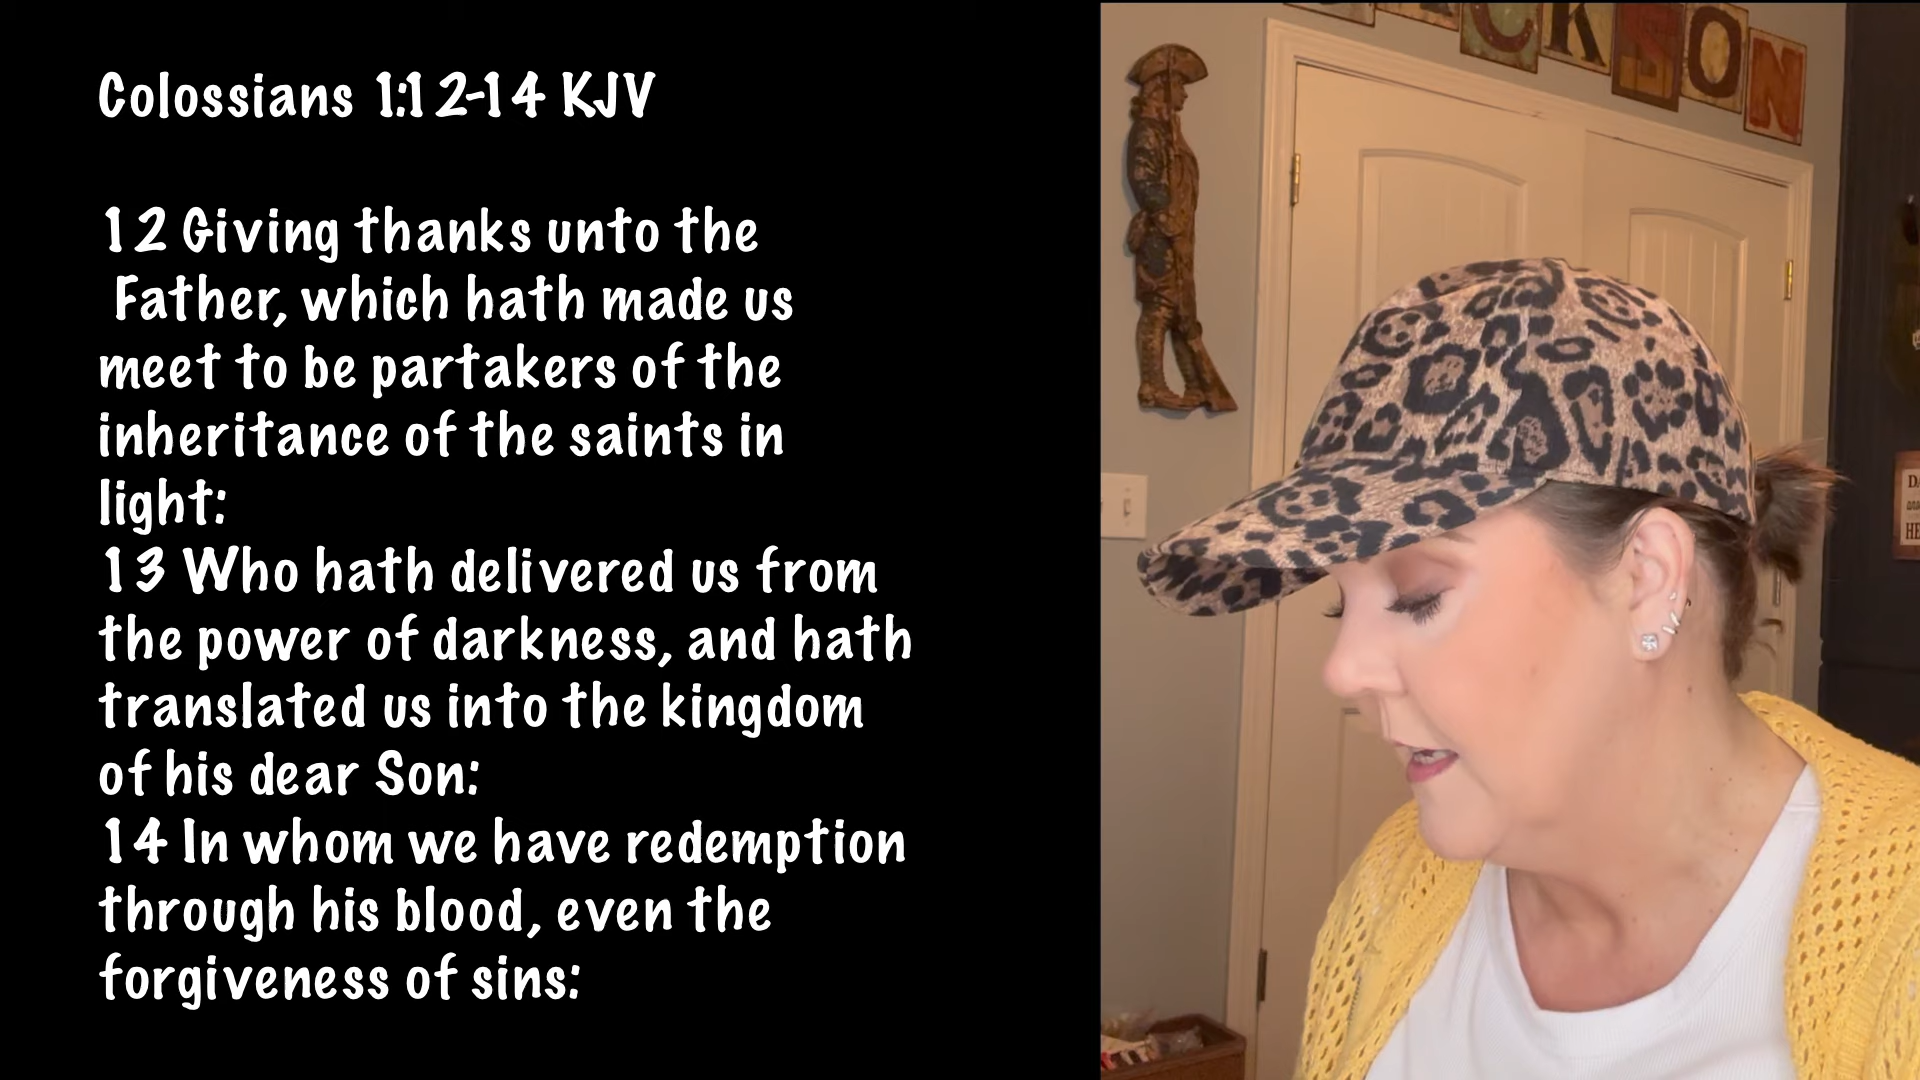 Colossians 1:12-14 KJV
12 Giving thanks unto the
Father, which hath made us
meet to be partakers of the
inheritance of the saints in
light:
13 Who hath delivered us from
the power of darkness, and hath
translated us into the kingdom
of his dear Son:
14 In whom we have redemption
through his blood, even the
forgiveness of sins:
CKSON